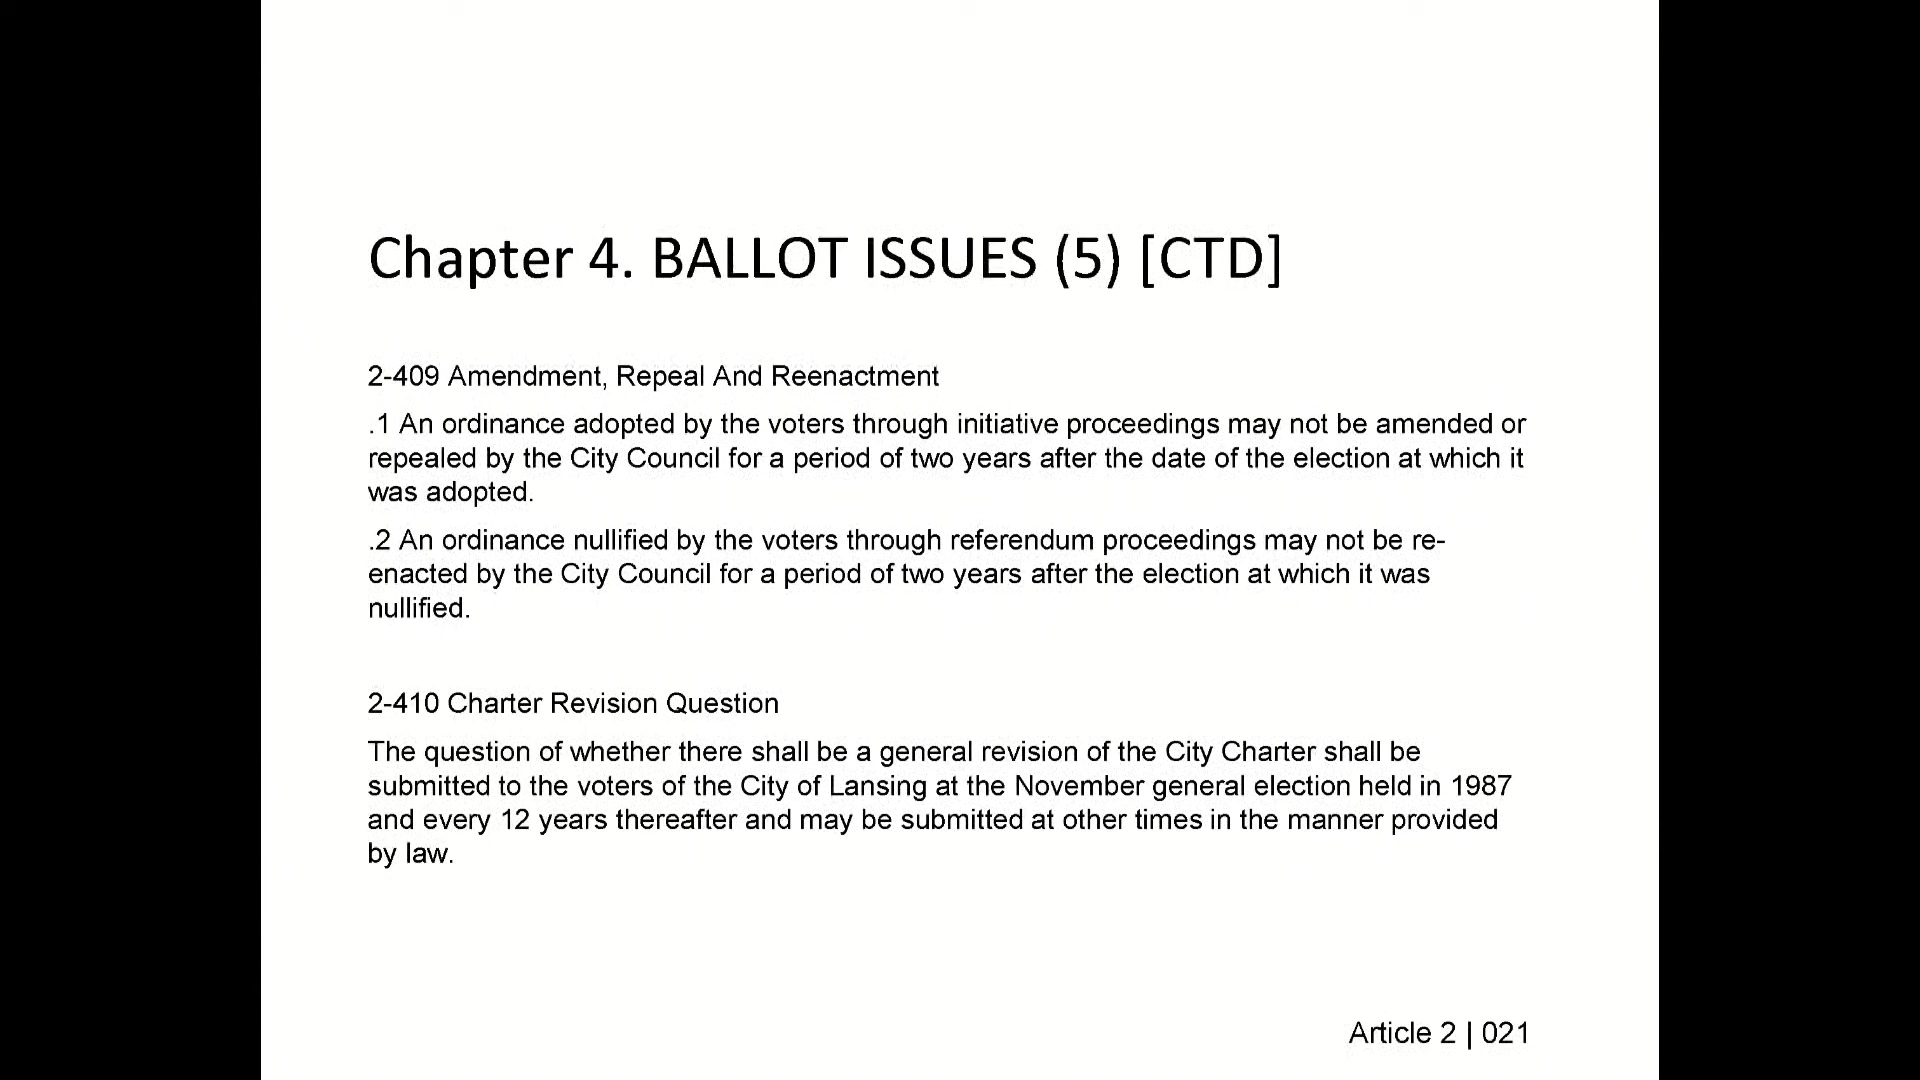 Chapter 4. BALLOT ISSUES (5) [CTD]
2-409 Amendment, Repeal And Reenactment
.1 An ordinance adopted by the voters through initiative proceedings may not be amended or
repealed by the City Council for a period of two years after the date of the election at which it
was adopted.
.2 An ordinance nullified by the voters through referendum proceedings may not be re-
enacted by the City Council for a period of two years after the election at which it was
nullified.
2-410 Charter Revision Question
The question of whether there shall be a general revision of the City Charter shall be
submitted to the voters of the City of Lansing at the November general election held in 1987
and every 12 years thereafter and may be submitted at other times in the manner provided
by law.
Article 2 | 021